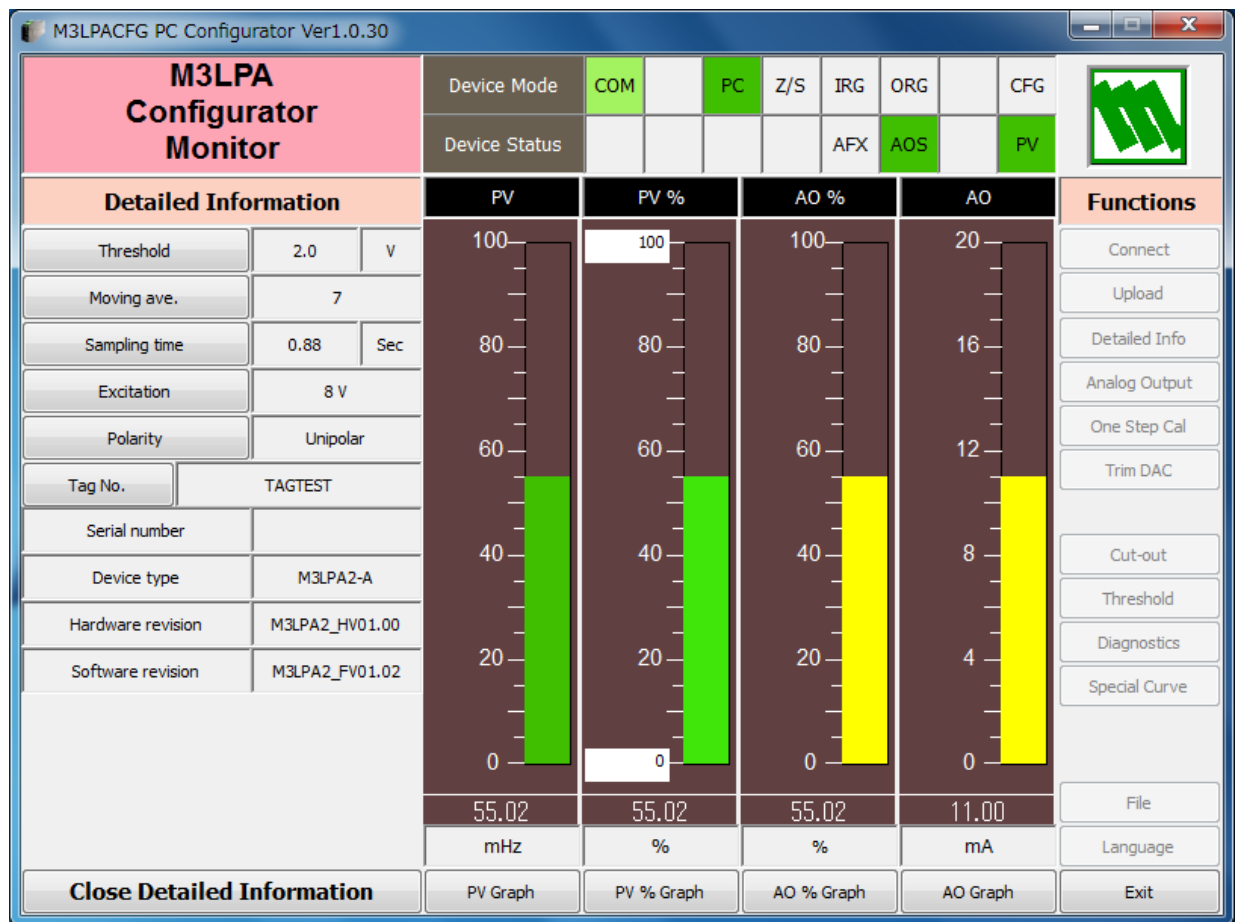 M3LPACFG PC Configurator Ver1.0.30
M3LPA
Configurator
Monitor
Device Mode COM PC Z/S IRG ORG CFG
Device Status AFX AOS PV
Detailed Information
Threshold 2.0 V
Moving ave. 7
Sampling time 0.88 Sec
Excitation 8 V
Polarity Unipolar
Tag No. TAGTEST
Serial number
Device type M3LPA2-A
Hardware revision M3LPA2_HV01.00
Software revision M3LPA2_FV01.02
Close Detailed Information
PV PV % AO % AO
100 100 100 20
80 80 80 16
60 60 60 12
40 40 40 8
20 20 20 4
0 0 0 0
55.02 55.02 55.02 11.00
mHz % % mA
PV Graph PV % Graph AO % Graph AO Graph
Functions
Connect
Upload
Detailed Info
Analog Output
One Step Cal
Trim DAC
Cut-out
Threshold
Diagnostics
Special Curve
File
Language
Exit